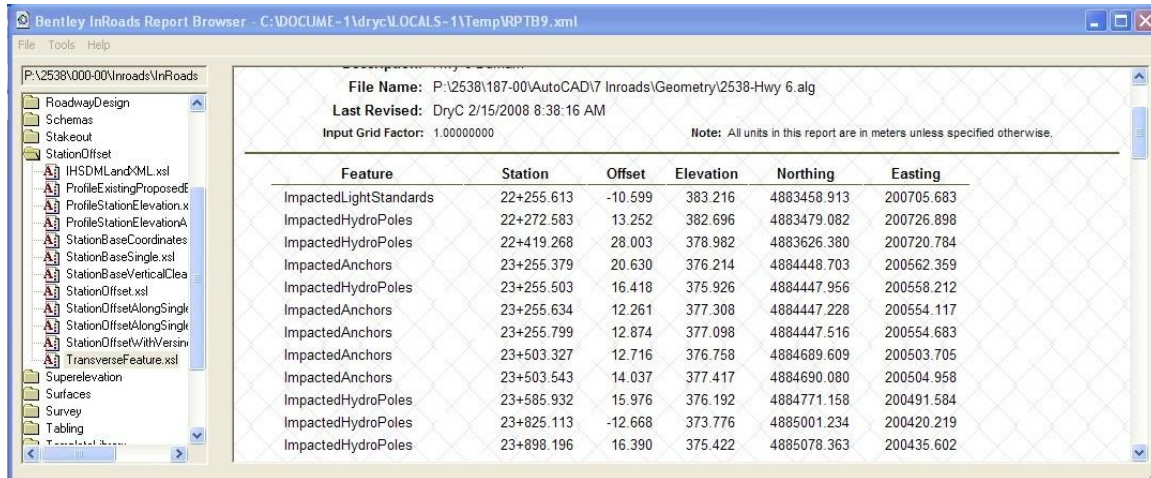 Bentley InRoads Report Browser - C:\DOCUME~1\dryc\LOCALS~1\Temp\RPTB9.xml
File Tools Help
P:\2538\000-00\Inroads\InRoads
RoadwayDesign
Schemas
Stakeout
StationOffset
IHSDMLandXML.xsl
ProfileExistingProposedE
ProfileStationElevation.x
ProfileStationElevationA
StationBaseCoordinates
StationBaseSingle.xsl
StationBaseVerticalClea
StationOffset.xsl
StationOffsetAlongSingle
StationOffsetAlongSingle
StationOffsetWithVersin
TransverseFeature.xsl
Superelevation
Surfaces
Survey
Tabling
File Name: P:\2538\187-00\AutoCAD\7 Inroads\Geometry\2538-Hwy 6.alg
Last Revised: DryC 2/15/2008 8:38:16 AM
Input Grid Factor: 1.00000000 Note: All units in this report are in meters unless specified otherwise.
Feature Station Offset Elevation Northing Easting
ImpactedLightStandards 22+255.613 -10.599 383.216 4883458.913 200705.683
ImpactedHydroPoles 22+272.583 13.252 382.696 4883479.082 200726.898
ImpactedHydroPoles 22+419.268 28.003 378.982 4883626.380 200720.784
ImpactedAnchors 23+255.379 20.630 376.214 4884448.703 200562.359
ImpactedHydroPoles 23+255.503 16.418 375.926 4884447.956 200558.212
ImpactedAnchors 23+255.634 12.261 377.308 4884447.228 200554.117
ImpactedAnchors 23+255.799 12.874 377.098 4884447.516 200554.683
ImpactedAnchors 23+503.327 12.716 376.758 4884689.609 200503.705
ImpactedAnchors 23+503.543 14.037 377.417 4884690.080 200504.958
ImpactedHydroPoles 23+585.932 15.976 376.192 4884771.158 200491.584
ImpactedHydroPoles 23+825.113 -12.668 373.776 4885001.234 200420.219
ImpactedHydroPoles 23+898.196 16.390 375.422 4885078.363 200435.602